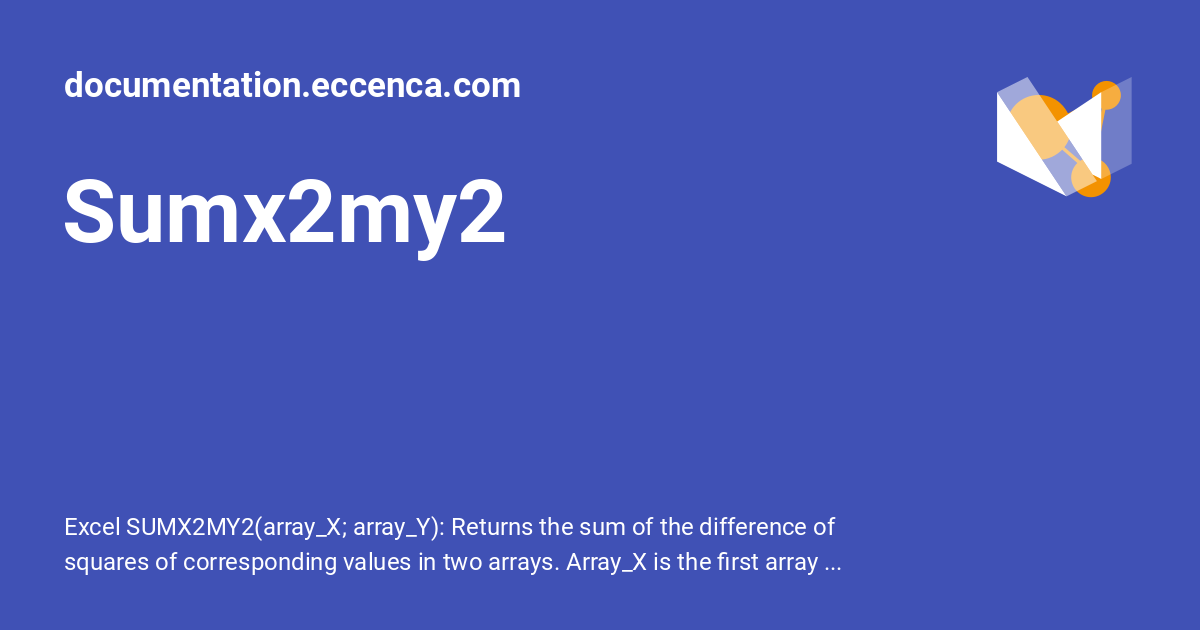 documentation.eccenca.com
Sumx2my2
Excel SUMX2MY2(array_X; array_Y): Returns the sum of the difference of
squares of corresponding values in two arrays. Array_X is the first array ...